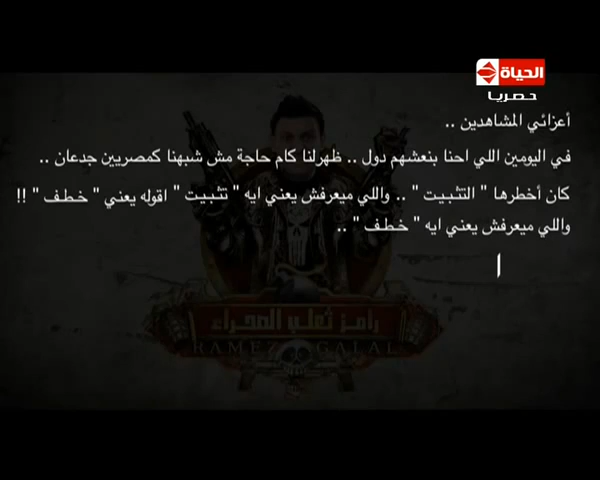 الحياة
حصريا
أعزائي المشاهدين ..
في اليومين اللي احنا بنعشهم دول .. ظهرلنا كام حاجة مش شبهنا كمصريين جدعان ..
كان أخطرها " التثبيت " .. واللي ميعرفش يعني ايه " تثبيت " اقوله يعني " خطف " !!
واللي ميعرفش يعني ايه " خطف " ..
ا
رامز ثعلب الصحراء
RAMEZ GALAL